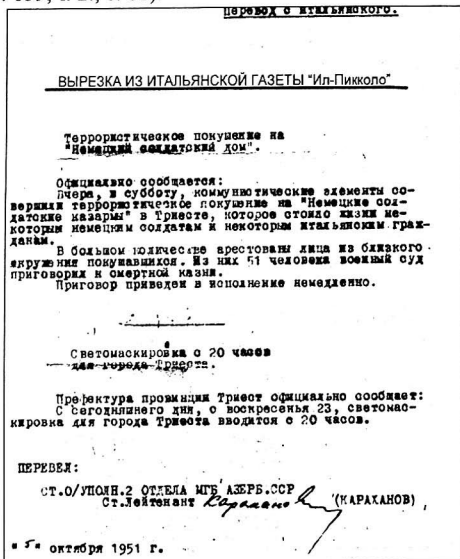 Перевод с итальянского.
ВЫРЕЗКА ИЗ ИТАЛЬЯНСКОЙ ГАЗЕТЫ "Ил-Пикколо"
Террористическое покушение на
"Немецкий солдатский дом".
Официально сообщается:
Вчера, в субботу, коммунистические элементы со-
вершили террористическое покушение на "Немецкие сол-
датские казармы" в Триесте, которое стоило жизни не-
которым немецким солдатам и некоторым итальянским граж-
данам.
В большом количестве арестованы лица из близкого
окружения покушавшихся. Из них 51 человека военный суд
приговорил к смертной казни.
Приговор приведен в исполнение немедленно.
Светомаскировка с 20 часов
для города Триеста.
Префектура провинции Триест официально сообщает:
С сегодняшнего дня, с воскресенья 23, светомас-
кировка для города Триеста вводится с 20 часов.
ПЕРЕВЕЛ:
СТ.О/УПОЛН.2 ОТДЕЛА МГБ АЗЕРБ.ССР
Ст.Лейтенант (КАРАХАНОВ)
"5" октября 1951 г.